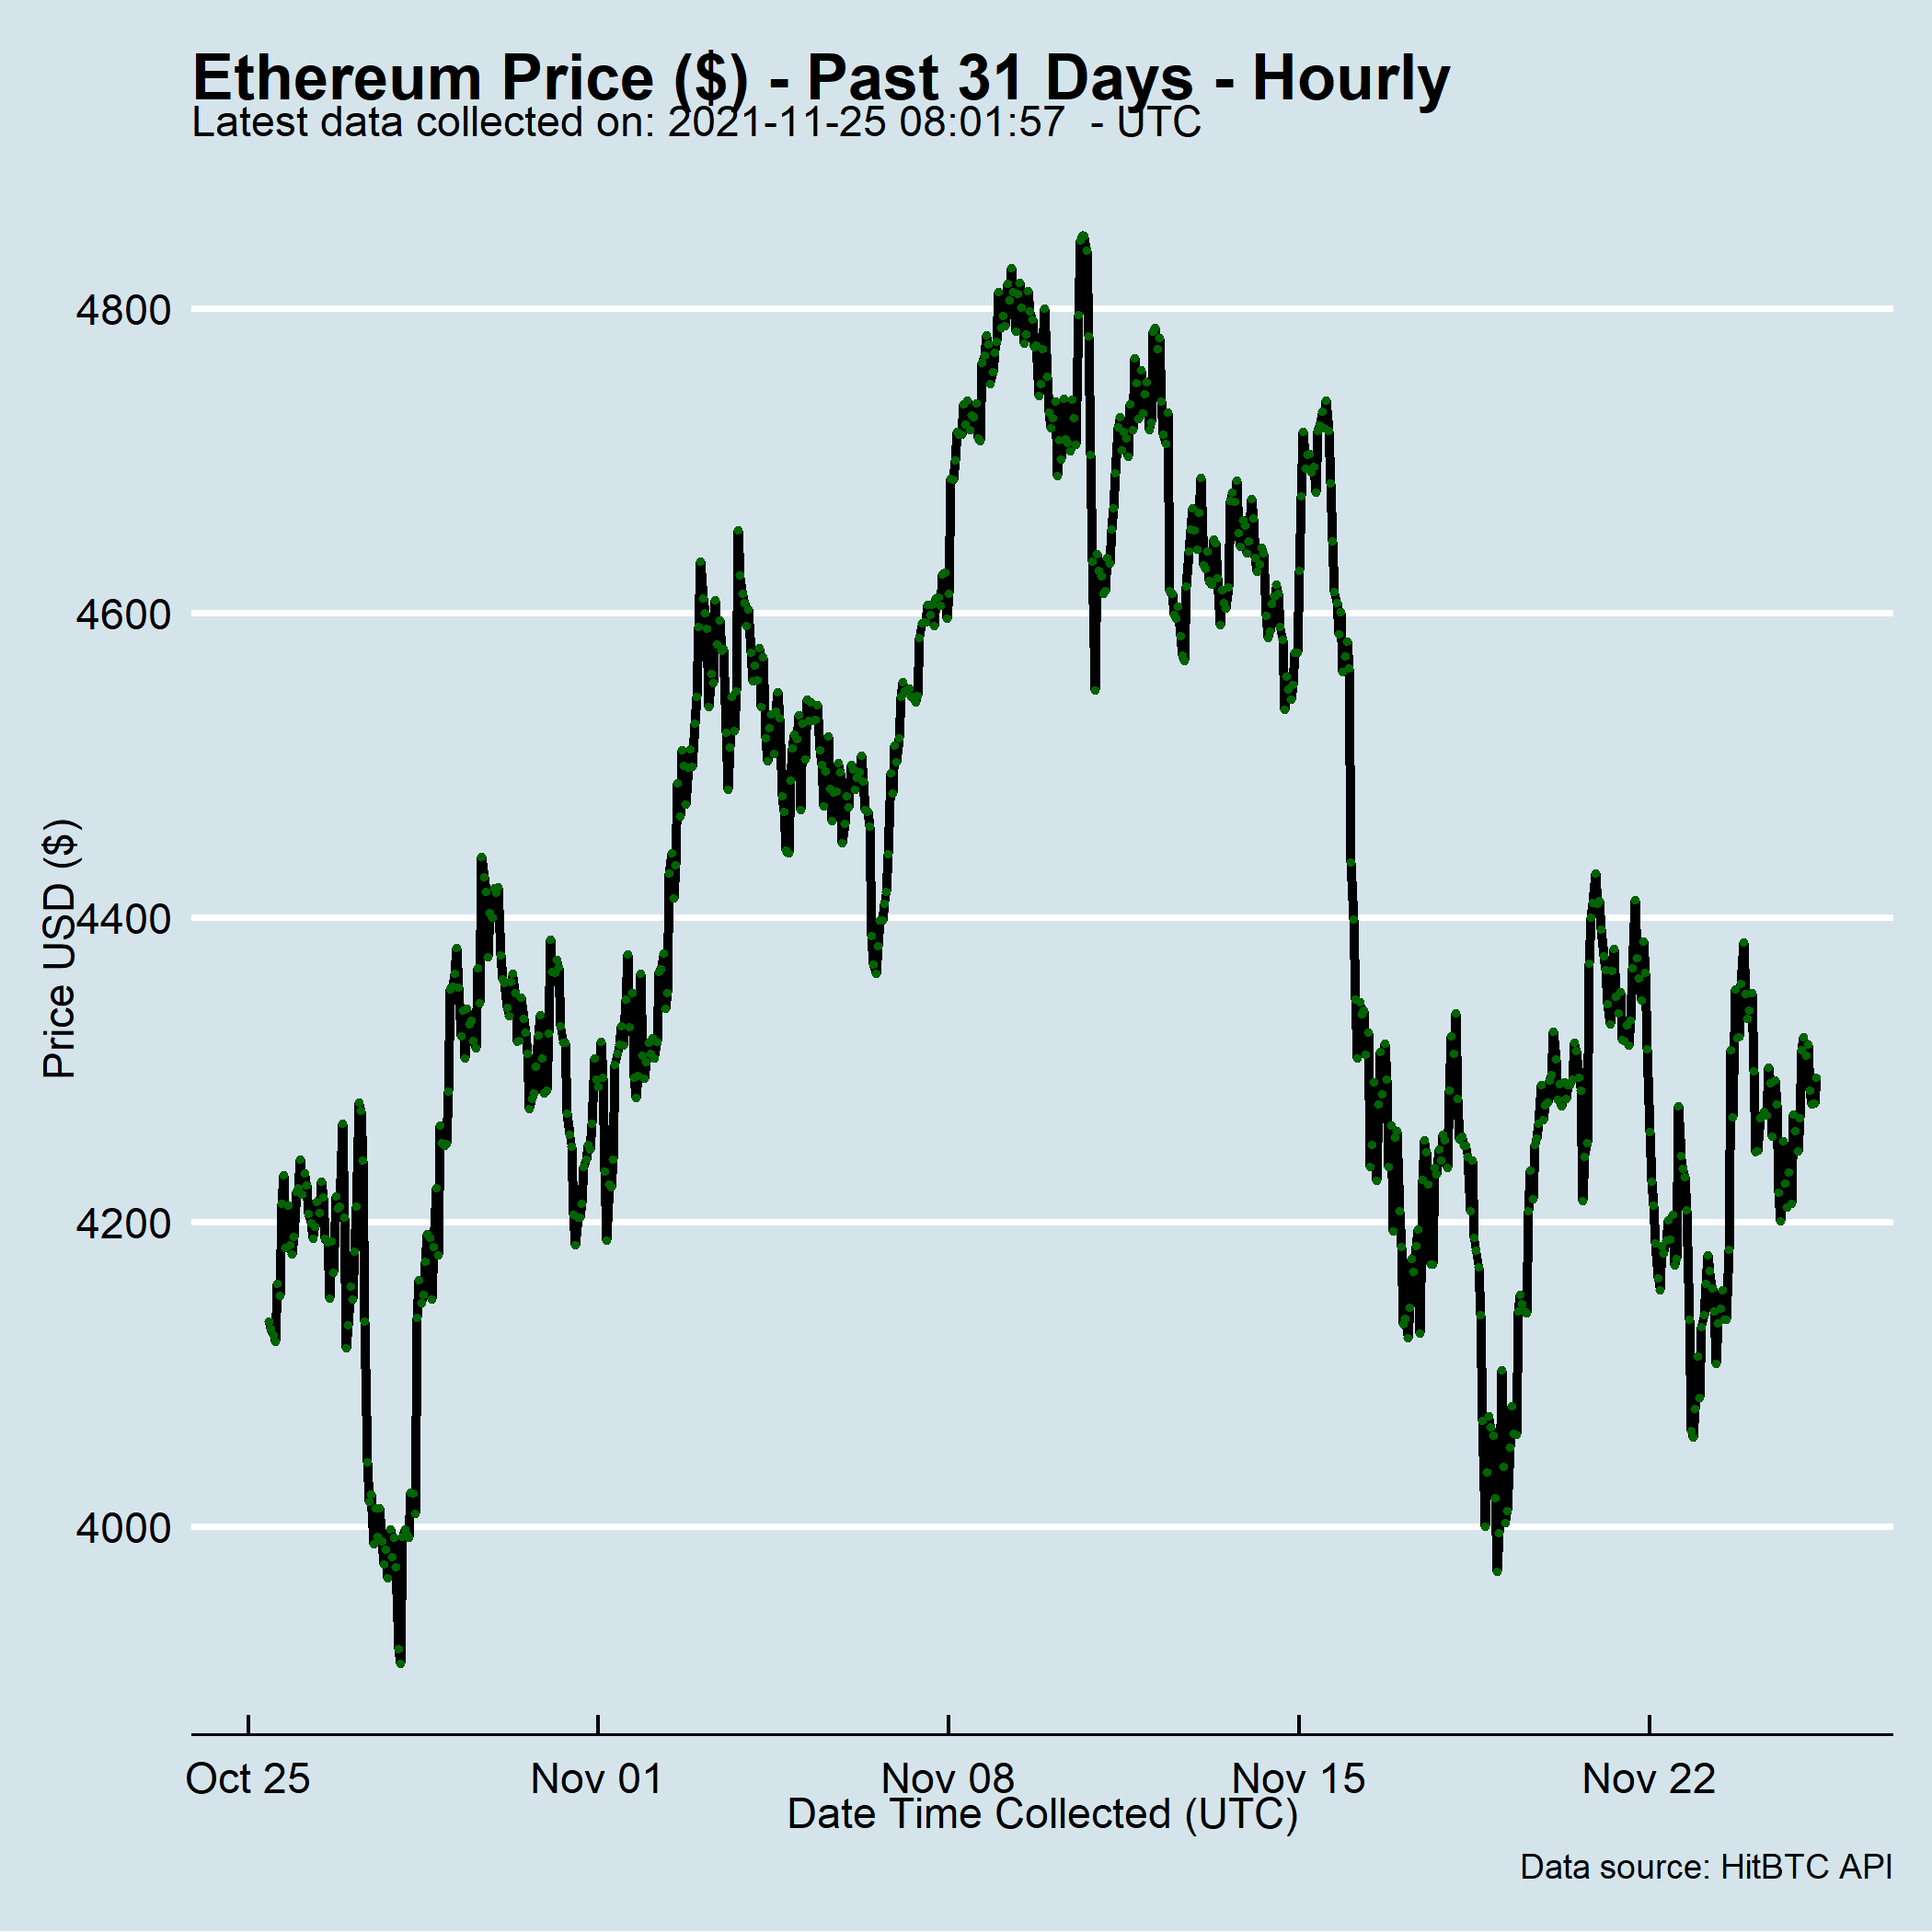 Ethereum Price ($) - Past 31 Days - Hourly
Latest data collected on: 2021-11-25 08:01:57  - UTC
Price USD ($)
4800
4600
4400
4200
4000
Oct 25 Nov 01 Nov 08 Nov 15 Nov 22
Date Time Collected (UTC)
Data source: HitBTC API